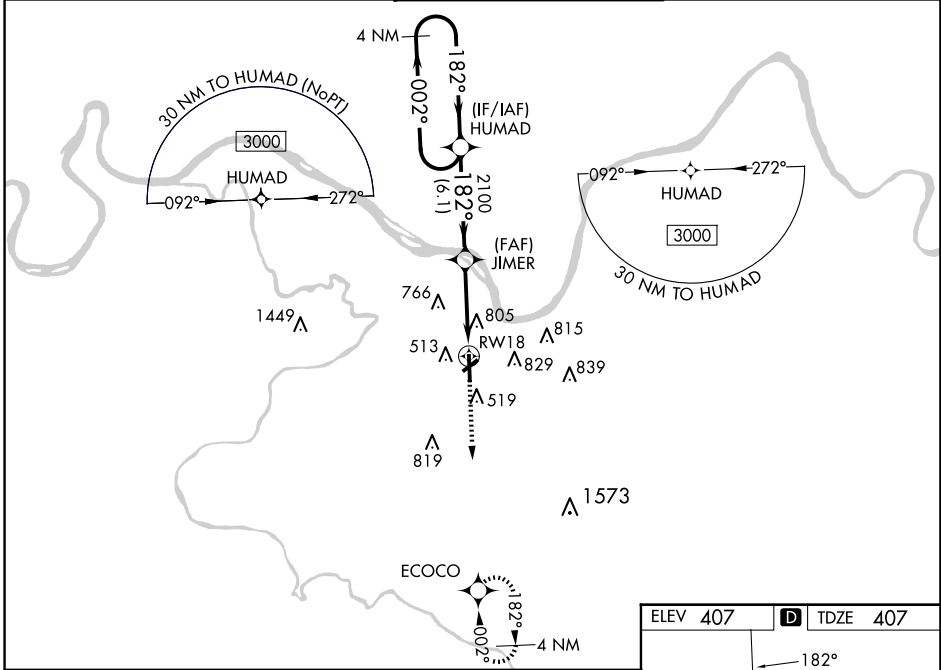 4 NM
182°
002°
(IF/IAF)
HUMAD
30 NM TO HUMAD (NoPT)
3000
HUMAD
092°
272°
2100
182°
(6.1)
092°
272°
HUMAD
3000
30 NM TO HUMAD
(FAF)
JIMER
766
805
1449
815
513
RW18
829
839
519
819
1573
ECOCO
182°
002°
4 NM
ELEV 407
D
TDZE 407
182°